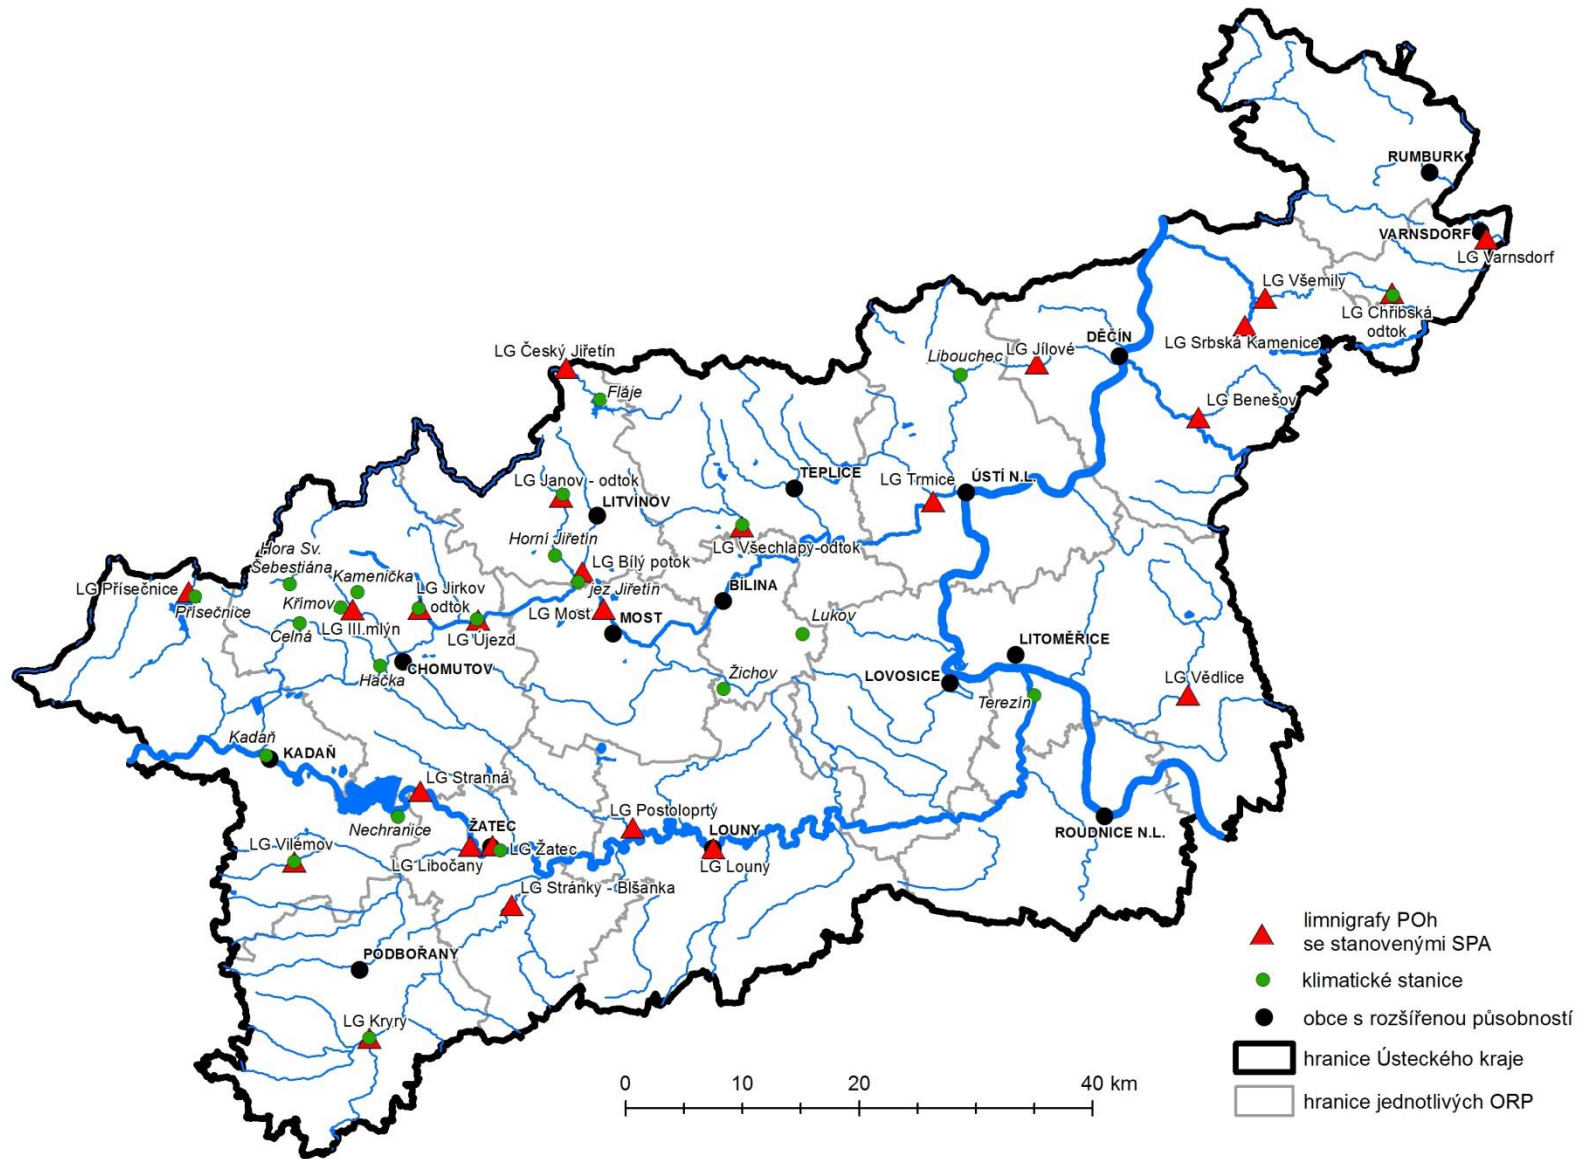 RUMBURK
VARNSDORF
LG Varnsdorf
LG Všemily
LG Chřibská
odtok
LG Srbská Kamenice
DĚČÍN
LG Jílové
Libouchec
LG Český Jiřetín
Fláje
LG Benešov
TEPLICE
LG Trmice
ÚSTÍ N.L.
LG Janov - odtok
LITVÍNOV
Horní Jiřetín
LG Všechlapy-odtok
Hora Sv.
Šebestiána
LG Bílý potok
jez Jiřetín
Kamenička
LG Přísečnice
Přísečnice
Křimov
LG Jirkov
odtok
BÍLINA
LG Most
MOST
Lukov
Celná
LG III.mlýn
LG Újezd
LITOMĚŘICE
CHOMUTOV
Hačka
Žichov
LOVOSICE
LG Vědlice
Terezín
Kadaň
KADAŇ
LG Stranná
Nechranice
ŽATEC
LG Postoloprty
LOUNY
ROUDNICE N.L.
LG Vilémov
LG Libočany
LG Žatec
LG Louny
LG Stránky - Blšanka
PODBOŘANY
LG Kryry
limnigrafy POh
se stanovenými SPA
klimatické stanice
obce s rozšířenou působností
hranice Ústeckého kraje
hranice jednotlivých ORP
0 10 20 40 km